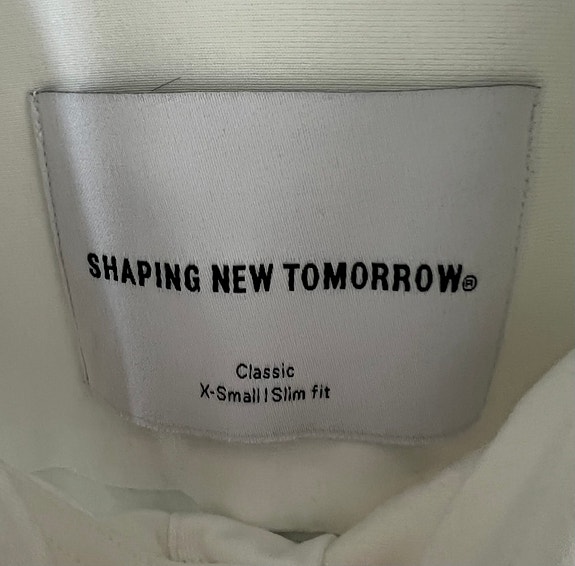 SHAPING NEW TOMORROW®
Classic
X-Small | Slim fit